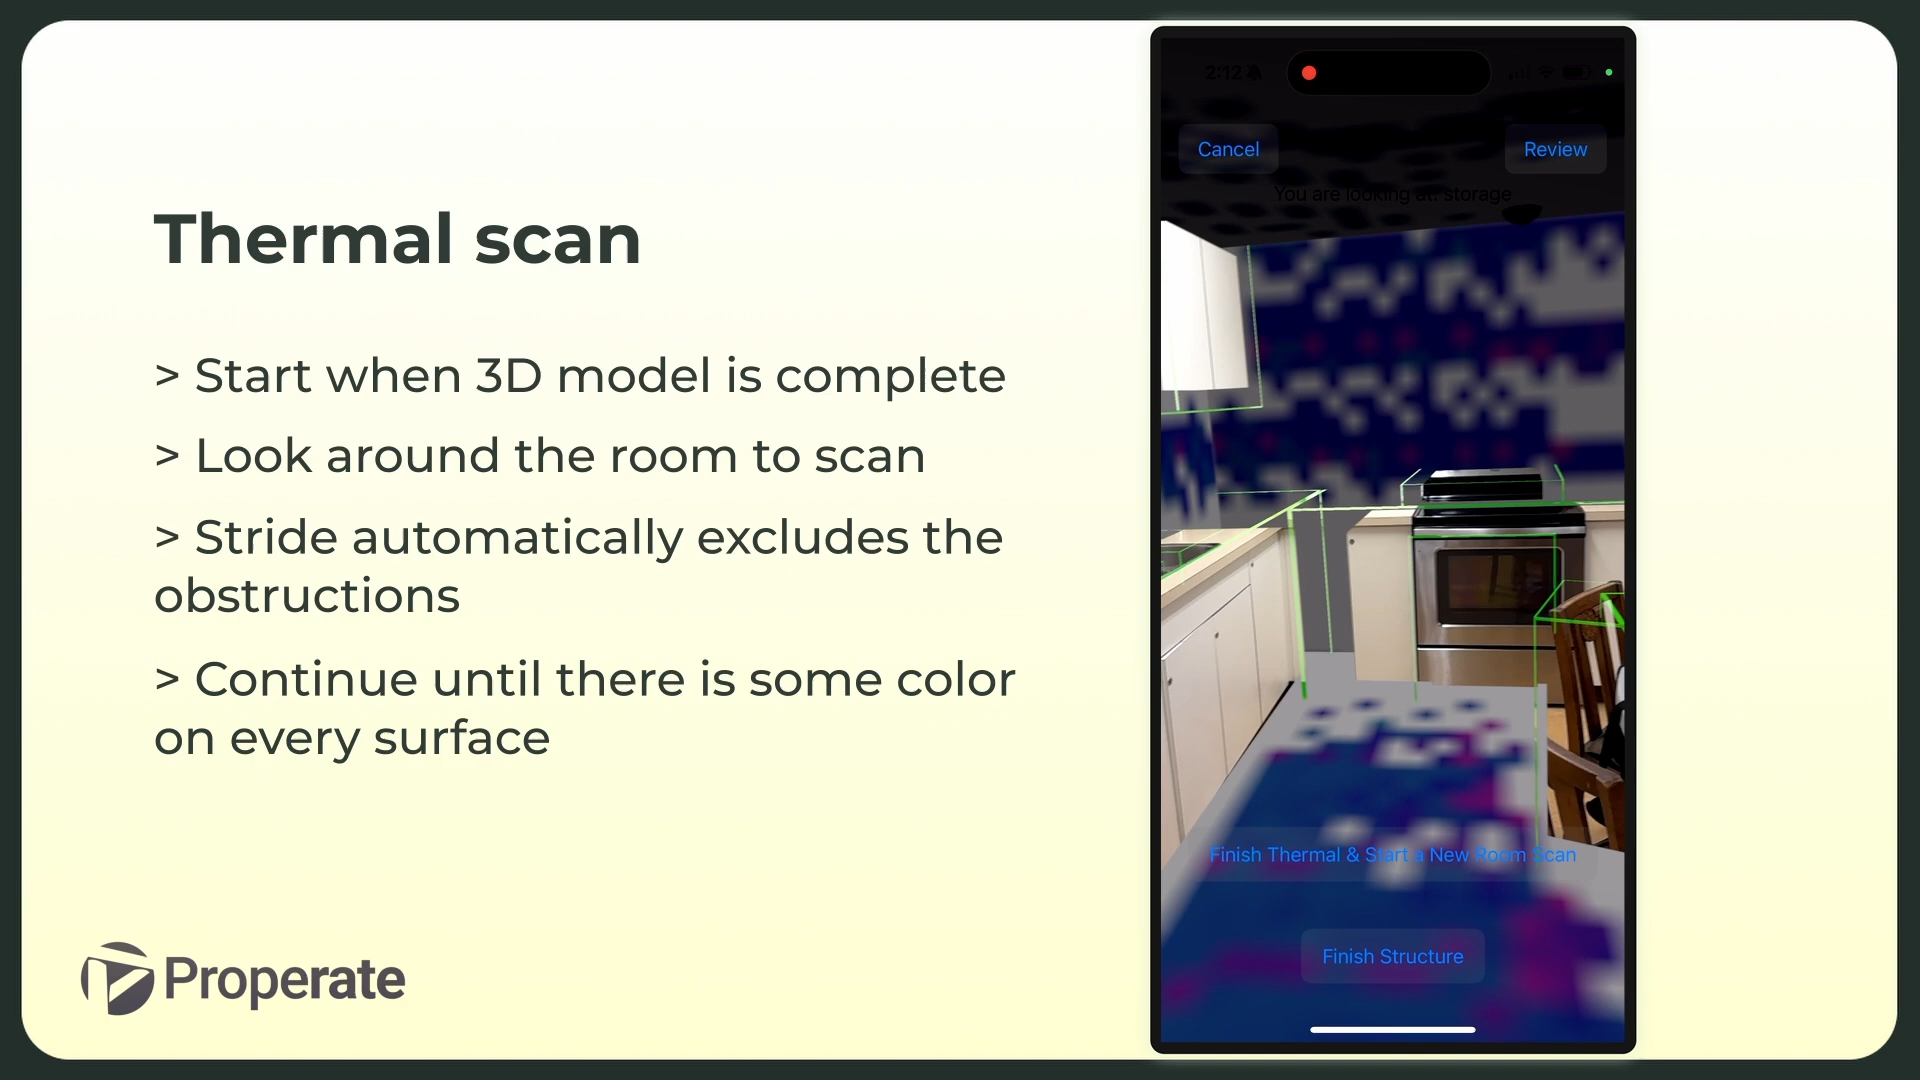 Thermal scan
> Start when 3D model is complete
> Look around the room to scan
> Stride automatically excludes the
obstructions
> Continue until there is some color
on every surface
Properate
2:12
Cancel
Review
You are looking at: storage
Finish Thermal & Start a New Room Scan
Finish Structure